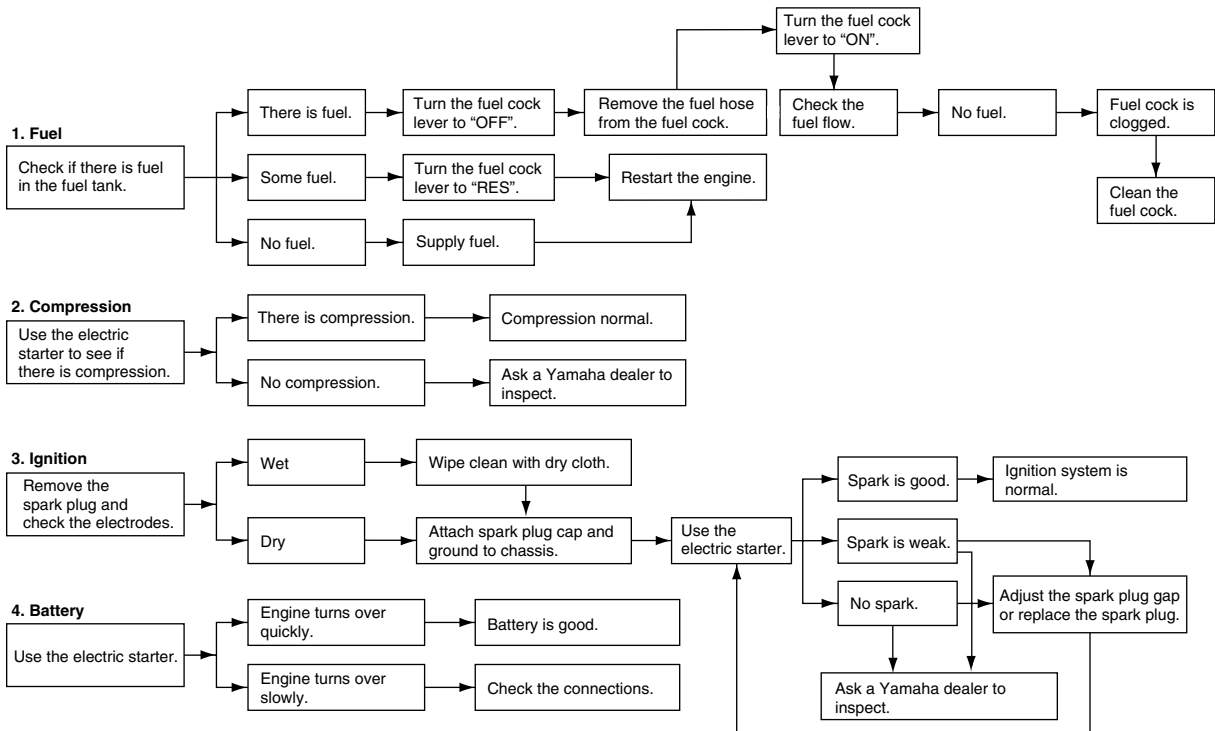 Turn the fuel cock
lever to “ON”.
1. Fuel
Check if there is fuel
in the fuel tank.
There is fuel.
Turn the fuel cock
lever to “OFF”.
Remove the fuel hose
from the fuel cock.
Check the
fuel flow.
No fuel.
Fuel cock is
clogged.
Clean the
fuel cock.
Some fuel.
Turn the fuel cock
lever to “RES”.
Restart the engine.
No fuel.
Supply fuel.
2. Compression
Use the electric
starter to see if
there is compression.
There is compression.
Compression normal.
No compression.
Ask a Yamaha dealer to
inspect.
3. Ignition
Remove the
spark plug and
check the electrodes.
Wet
Wipe clean with dry cloth.
Dry
Attach spark plug cap and
ground to chassis.
Use the
electric starter.
Spark is good.
Ignition system is
normal.
Spark is weak.
No spark.
Adjust the spark plug gap
or replace the spark plug.
Ask a Yamaha dealer to
inspect.
4. Battery
Use the electric starter.
Engine turns over
quickly.
Battery is good.
Engine turns over
slowly.
Check the connections.